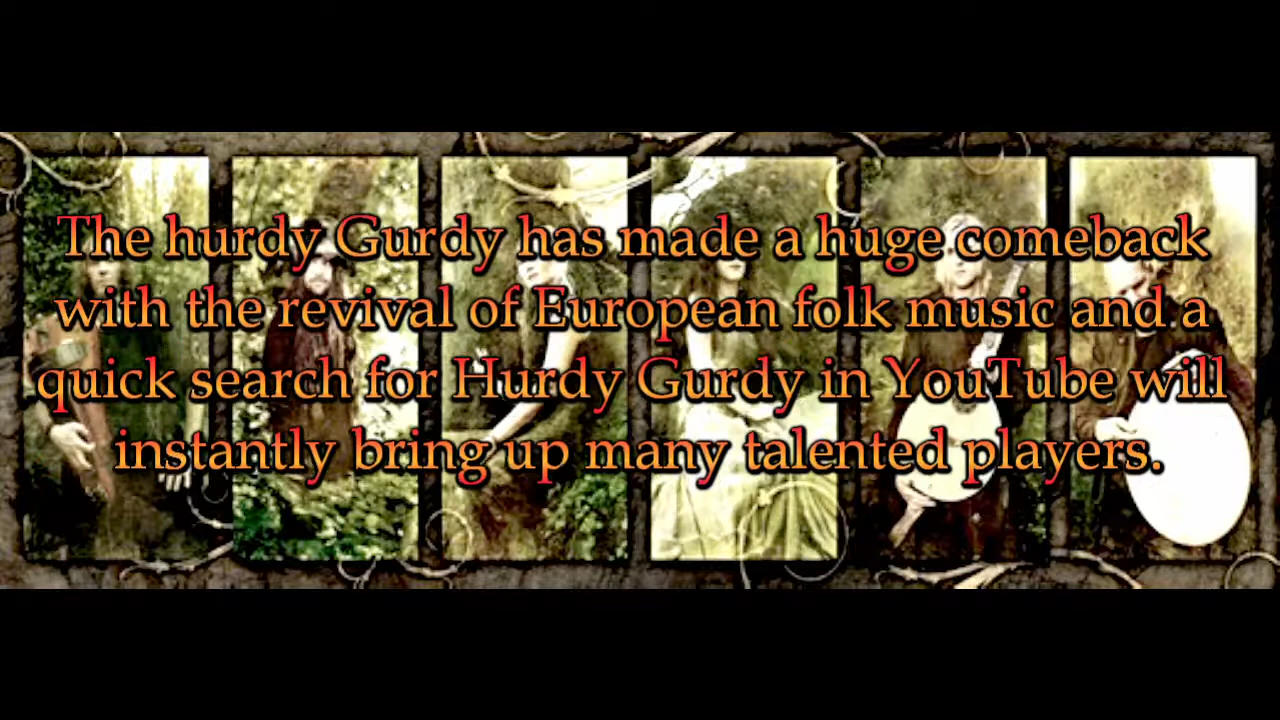 The hurdy Gurdy has made a huge comeback
with the revival of European folk music and a
quick search for Hurdy Gurdy in YouTube will
instantly bring up many talented players.